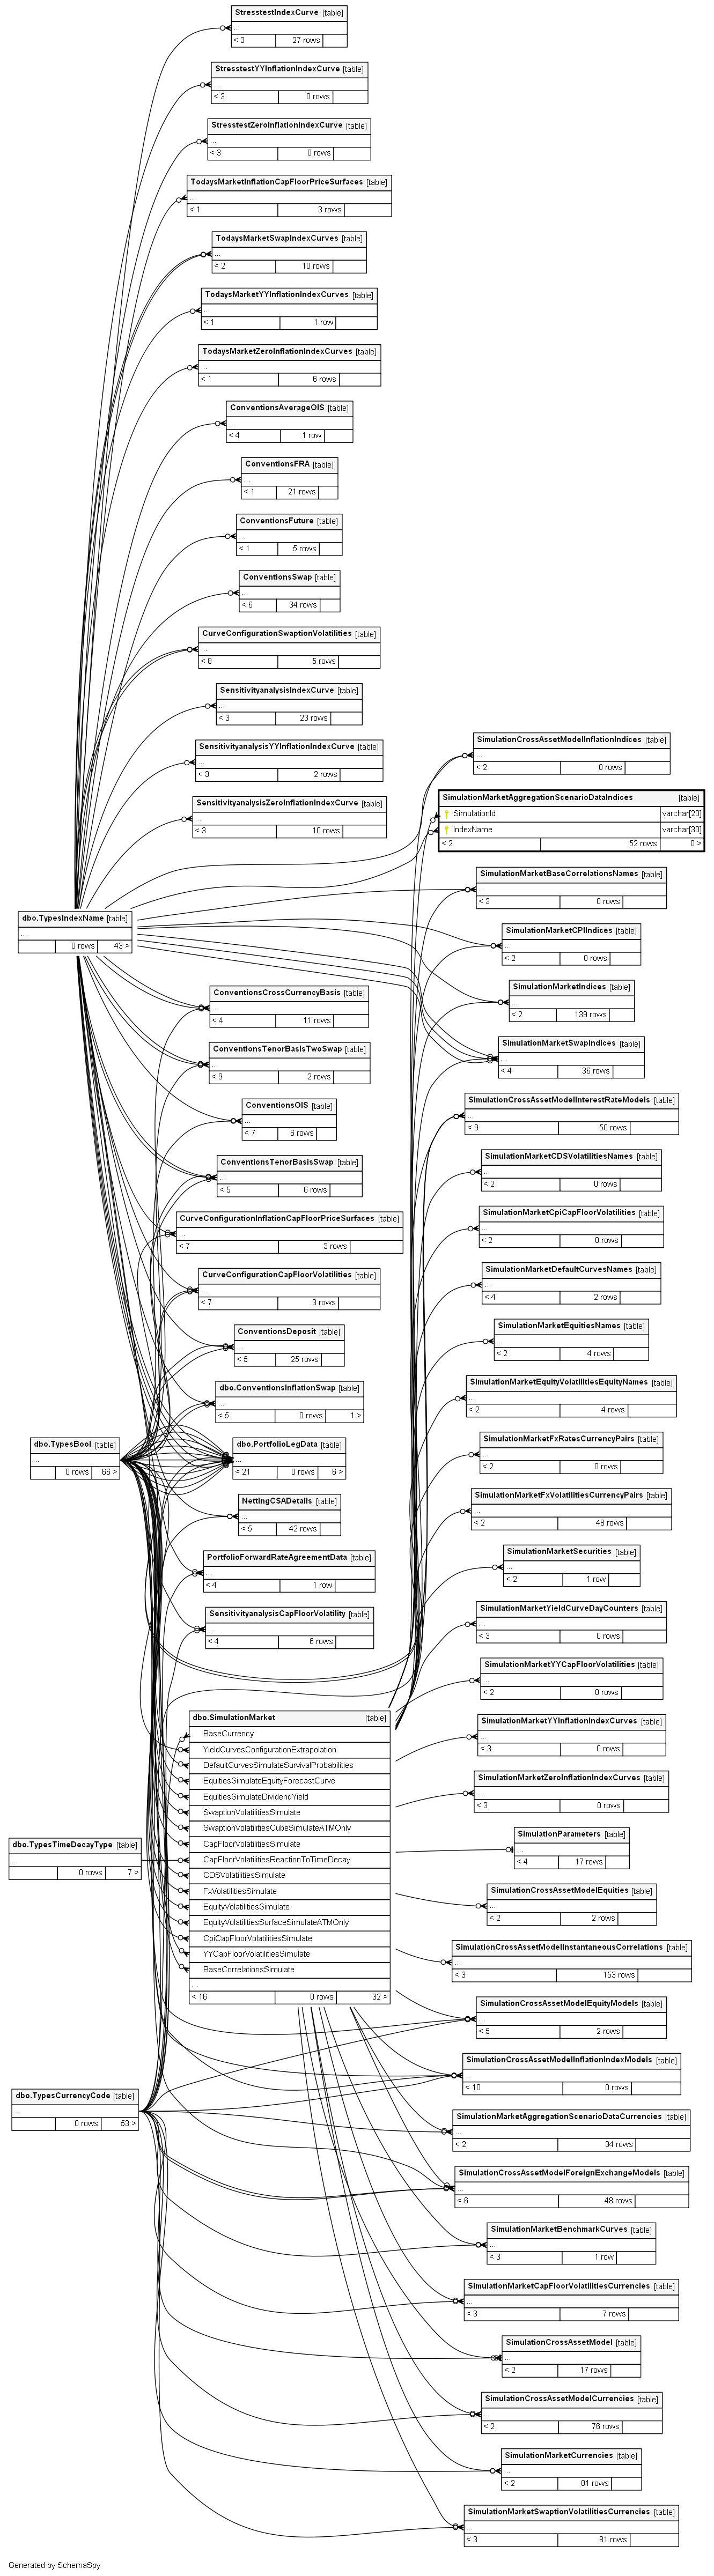 StresstestIndexCurve [table]
...
< 3 27 rows
StresstestYYInflationIndexCurve [table]
...
< 3 0 rows
StresstestZeroInflationIndexCurve [table]
...
< 3 0 rows
TodaysMarketInflationCapFloorPriceSurfaces [table]
...
< 1 3 rows
TodaysMarketSwapIndexCurves [table]
...
< 2 10 rows
TodaysMarketYYInflationIndexCurves [table]
...
< 1 1 row
TodaysMarketZeroInflationIndexCurves [table]
...
< 1 6 rows
ConventionsAverageOIS [table]
...
< 4 1 row
ConventionsFRA [table]
...
< 1 21 rows
ConventionsFuture [table]
...
< 1 5 rows
ConventionsSwap [table]
...
< 6 34 rows
CurveConfigurationSwaptionVolatilities [table]
...
< 8 5 rows
SensitivityanalysisIndexCurve [table]
...
< 3 23 rows
SensitivityanalysisYYInflationIndexCurve [table]
...
< 3 2 rows
SensitivityanalysisZeroInflationIndexCurve [table]
...
< 3 10 rows
SimulationCrossAssetModelInflationIndices [table]
...
< 2 0 rows
SimulationMarketAggregationScenarioDataIndices [table]
SimulationId varchar[20]
IndexName varchar[30]
< 2 52 rows 0 >
SimulationMarketBaseCorrelationsNames [table]
...
< 3 0 rows
dbo.TypesIndexName [table]
...
0 rows 43 >
SimulationMarketCPIIndices [table]
...
< 2 0 rows
SimulationMarketIndices [table]
...
< 2 139 rows
SimulationMarketSwapIndices [table]
...
< 4 36 rows
ConventionsCrossCurrencyBasis [table]
...
< 4 11 rows
ConventionsTenorBasisTwoSwap [table]
...
< 9 2 rows
ConventionsOIS [table]
...
< 7 6 rows
ConventionsTenorBasisSwap [table]
...
< 5 6 rows
CurveConfigurationInflationCapFloorPriceSurfaces [table]
...
< 7 3 rows
CurveConfigurationCapFloorVolatilities [table]
...
< 7 3 rows
ConventionsDeposit [table]
...
< 5 25 rows
dbo.ConventionsInflationSwap [table]
...
< 5 0 rows 1 >
dbo.TypesBool [table]
...
0 rows 66 >
dbo.PortfolioLegData [table]
...
< 21 0 rows 6 >
NettingCSADetails [table]
...
< 5 42 rows
PortfolioForwardRateAgreementData [table]
...
< 4 1 row
SensitivityanalysisCapFloorVolatility [table]
...
< 4 6 rows
SimulationCrossAssetModelInterestRateModels [table]
...
< 9 50 rows
SimulationMarketCDSVolatilitiesNames [table]
...
< 2 0 rows
SimulationMarketCpiCapFloorVolatilities [table]
...
< 2 0 rows
SimulationMarketDefaultCurvesNames [table]
...
< 4 2 rows
SimulationMarketEquitiesNames [table]
...
< 2 4 rows
SimulationMarketEquityVolatilitiesEquityNames [table]
...
< 2 4 rows
SimulationMarketFxRatesCurrencyPairs [table]
...
< 2 0 rows
SimulationMarketFxVolatilitiesCurrencyPairs [table]
...
< 2 48 rows
SimulationMarketSecurities [table]
...
< 2 1 row
SimulationMarketYieldCurveDayCounters [table]
...
< 3 0 rows
SimulationMarketYYCapFloorVolatilities [table]
...
< 2 0 rows
SimulationMarketYYInflationIndexCurves [table]
...
< 3 0 rows
SimulationMarketZeroInflationIndexCurves [table]
...
< 3 0 rows
dbo.SimulationMarket [table]
BaseCurrency
YieldCurvesConfigurationExtrapolation
DefaultCurvesSimulateSurvivalProbabilities
EquitiesSimulateEquityForecastCurve
EquitiesSimulateDividendYield
SwaptionVolatilitiesSimulate
SwaptionVolatilitiesCubeSimulateATMOnly
CapFloorVolatilitiesSimulate
CapFloorVolatilitiesReactionToTimeDecay
CDSVolatilitiesSimulate
FxVolatilitiesSimulate
EquityVolatilitiesSimulate
EquityVolatilitiesSurfaceSimulateATMOnly
CpiCapFloorVolatilitiesSimulate
YYCapFloorVolatilitiesSimulate
BaseCorrelationsSimulate
...
< 16 0 rows 32 >
dbo.TypesTimeDecayType [table]
...
0 rows 7 >
SimulationParameters [table]
...
< 4 17 rows
SimulationCrossAssetModelEquities [table]
...
< 2 2 rows
SimulationCrossAssetModelInstantaneousCorrelations [table]
...
< 3 153 rows
SimulationCrossAssetModelEquityModels [table]
...
< 5 2 rows
SimulationCrossAssetModelInflationIndexModels [table]
...
< 10 0 rows
dbo.TypesCurrencyCode [table]
...
0 rows 53 >
SimulationMarketAggregationScenarioDataCurrencies [table]
...
< 2 34 rows
SimulationCrossAssetModelForeignExchangeModels [table]
...
< 6 48 rows
SimulationMarketBenchmarkCurves [table]
...
< 3 1 row
SimulationMarketCapFloorVolatilitiesCurrencies [table]
...
< 3 7 rows
SimulationCrossAssetModel [table]
...
< 2 17 rows
SimulationCrossAssetModelCurrencies [table]
...
< 2 76 rows
SimulationMarketCurrencies [table]
...
< 2 81 rows
SimulationMarketSwaptionVolatilitiesCurrencies [table]
...
< 3 81 rows
Generated by SchemaSpy